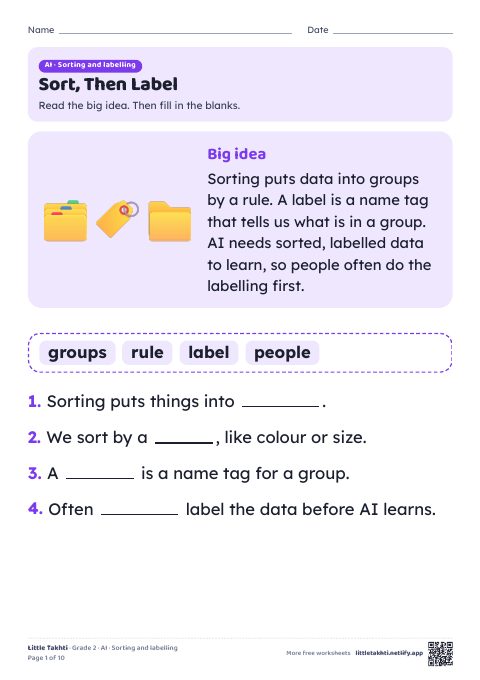 Name Date
AI · Sorting and labelling
Sort, Then Label
Read the big idea. Then fill in the blanks.
Big idea
Sorting puts data into groups
by a rule. A label is a name tag
that tells us what is in a group.
AI needs sorted, labelled data
to learn, so people often do the
labelling first.
groups rule label people
1. Sorting puts things into ________.
2. We sort by a ______, like colour or size.
3. A _______ is a name tag for a group.
4. Often ________ label the data before AI learns.
Little Takhti · Grade 2 · AI · Sorting and labelling
Page 1 of 10
More free worksheets · littletakhti.netlify.app